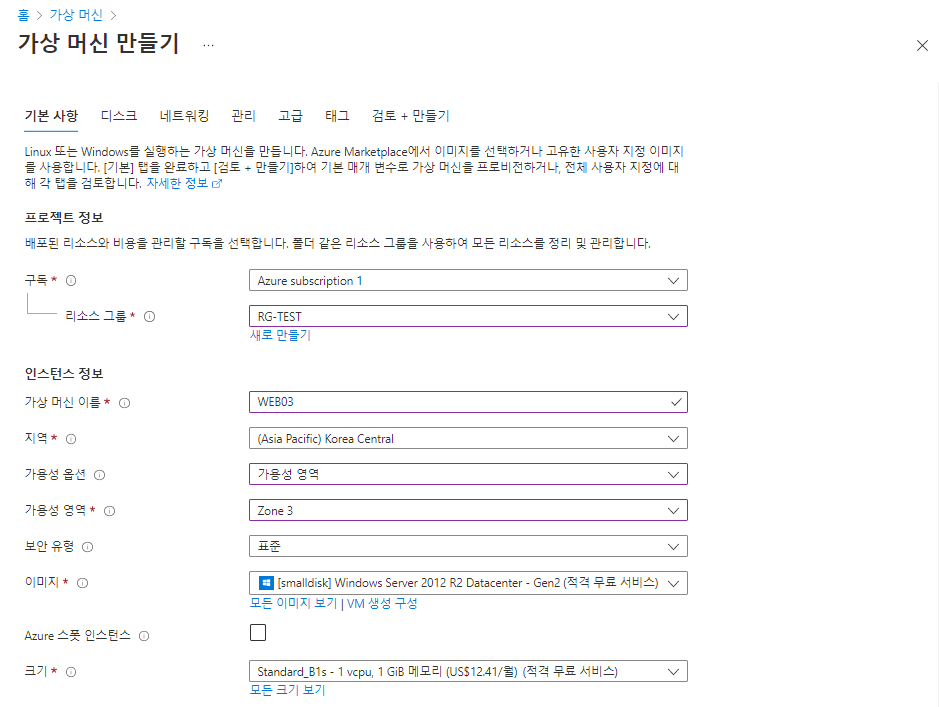 홈 > 가상 머신 >
가상 머신 만들기 ...
기본 사항 디스크 네트워킹 관리 고급 태그 검토 + 만들기
Linux 또는 Windows를 실행하는 가상 머신을 만듭니다. Azure Marketplace에서 이미지를 선택하거나 고유한 사용자 지정 이미지
를 사용합니다. [기본] 탭을 완료하고 [검토 + 만들기]하여 기본 매개 변수로 가상 머신을 프로비전하거나, 전체 사용자 지정에 대
해 각 탭을 검토합니다. 자세한 정보
프로젝트 정보
배포된 리소스와 비용을 관리할 구독을 선택합니다. 폴더 같은 리소스 그룹을 사용하여 모든 리소스를 정리 및 관리합니다.
구독 * Azure subscription 1
리소스 그룹 * RG-TEST
새로 만들기
인스턴스 정보
가상 머신 이름 * WEB03
지역 * (Asia Pacific) Korea Central
가용성 옵션 가용성 영역
가용성 영역 * Zone 3
보안 유형 표준
이미지 * [smalldisk] Windows Server 2012 R2 Datacenter - Gen2 (적격 무료 서비스)
모든 이미지 보기 | VM 생성 구성
Azure 스폿 인스턴스
크기 * Standard_B1s - 1 vcpu, 1 GiB 메모리 (US$12.41/월) (적격 무료 서비스)
모든 크기 보기